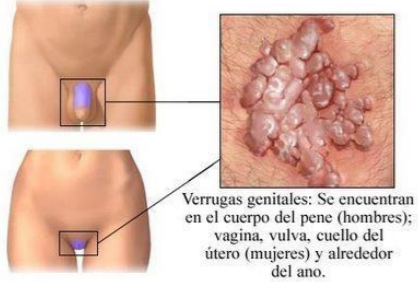 Verrugas genitales: Se encuentran
en el cuerpo del pene (hombres);
vagina, vulva, cuello del
útero (mujeres) y alrededor
del ano.